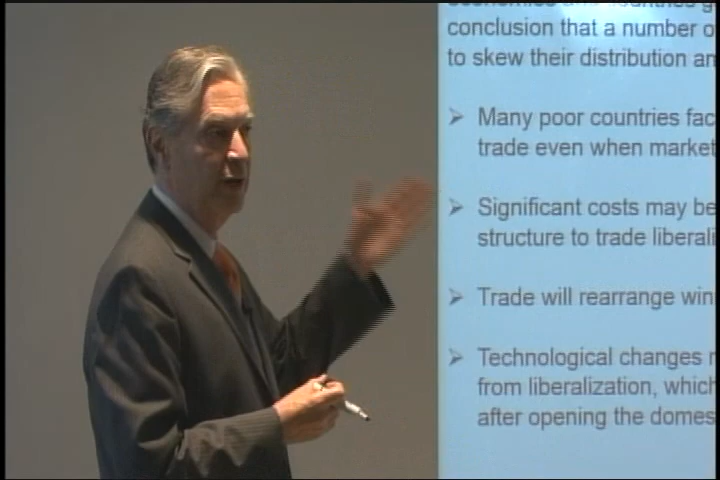 conclusion that a number o
to skew their distribution an
➢ Many poor countries fac
trade even when market
➢ Significant costs may be
structure to trade liberali
➢ Trade will rearrange win
➢ Technological changes
from liberalization, which
after opening the domes